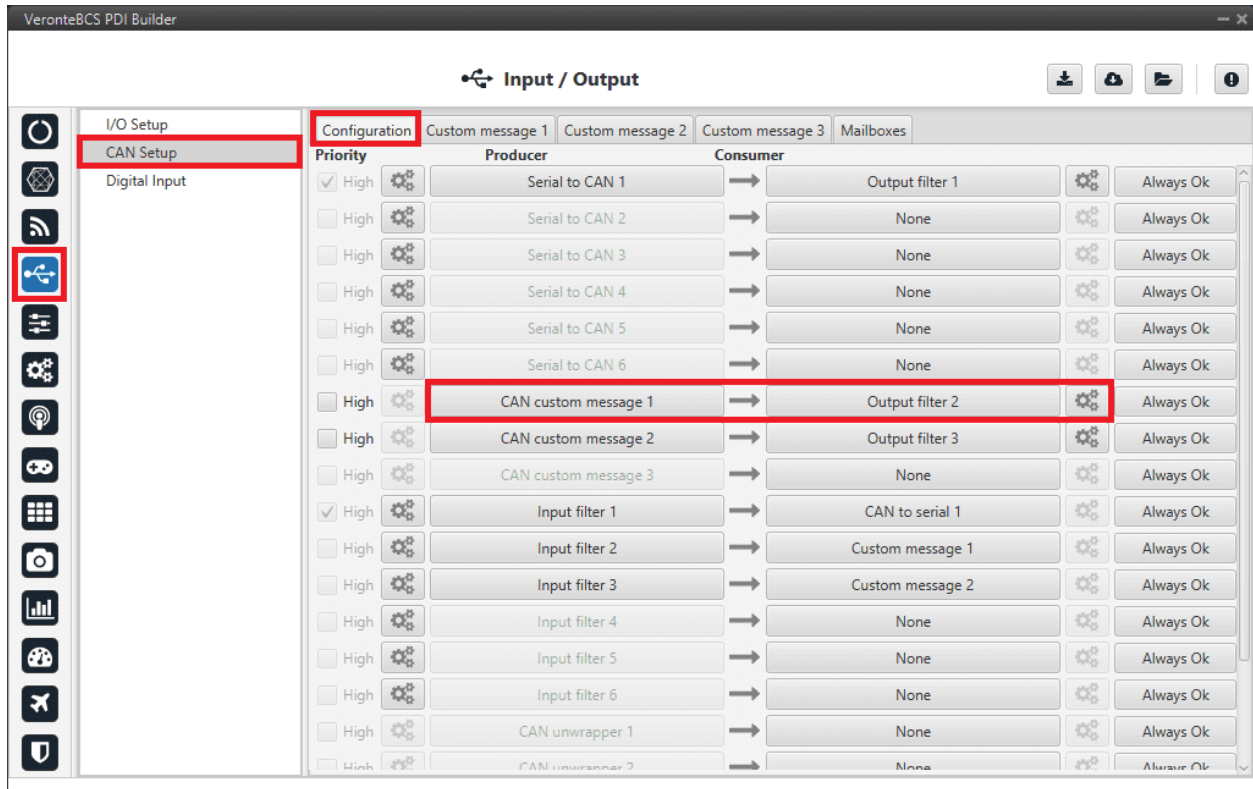 VeronteBCS PDI Builder
Input / Output
I/O Setup
CAN Setup
Digital Input
Configuration Custom message 1 Custom message 2 Custom message 3 Mailboxes
Priority Producer Consumer
High Serial to CAN 1 Output filter 1 Always Ok
High Serial to CAN 2 None Always Ok
High Serial to CAN 3 None Always Ok
High Serial to CAN 4 None Always Ok
High Serial to CAN 5 None Always Ok
High Serial to CAN 6 None Always Ok
High CAN custom message 1 Output filter 2 Always Ok
High CAN custom message 2 Output filter 3 Always Ok
High CAN custom message 3 None Always Ok
High Input filter 1 CAN to serial 1 Always Ok
High Input filter 2 Custom message 1 Always Ok
High Input filter 3 Custom message 2 Always Ok
High Input filter 4 None Always Ok
High Input filter 5 None Always Ok
High Input filter 6 None Always Ok
High CAN unwrapper 1 None Always Ok
High CAN unwrapper 2 None Always Ok